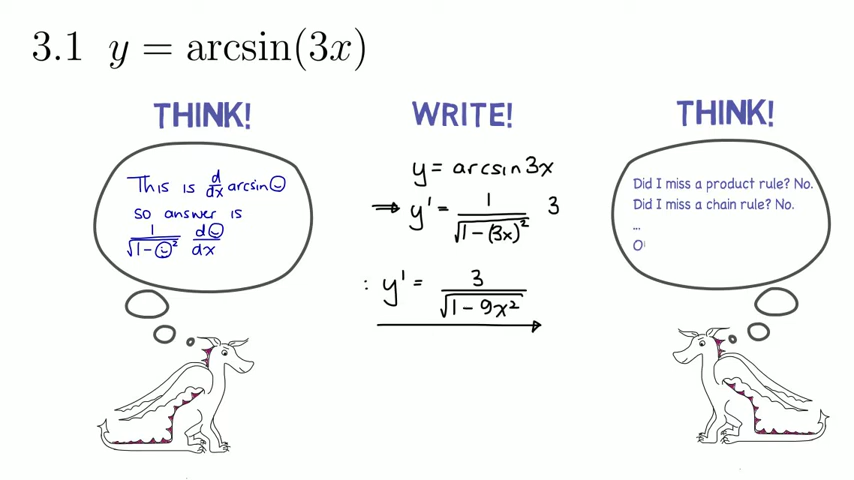 3.1 y = arcsin(3x)
THINK!
This is d/dx arcsin☺
so answer is
1/√(1-☺²) d☺/dx
WRITE!
y = arcsin 3x
⇒ y' = 1/√(1-(3x)²) 3
: y' = 3/√(1-9x²)
THINK!
Did I miss a product rule? No.
Did I miss a chain rule? No.
...
O